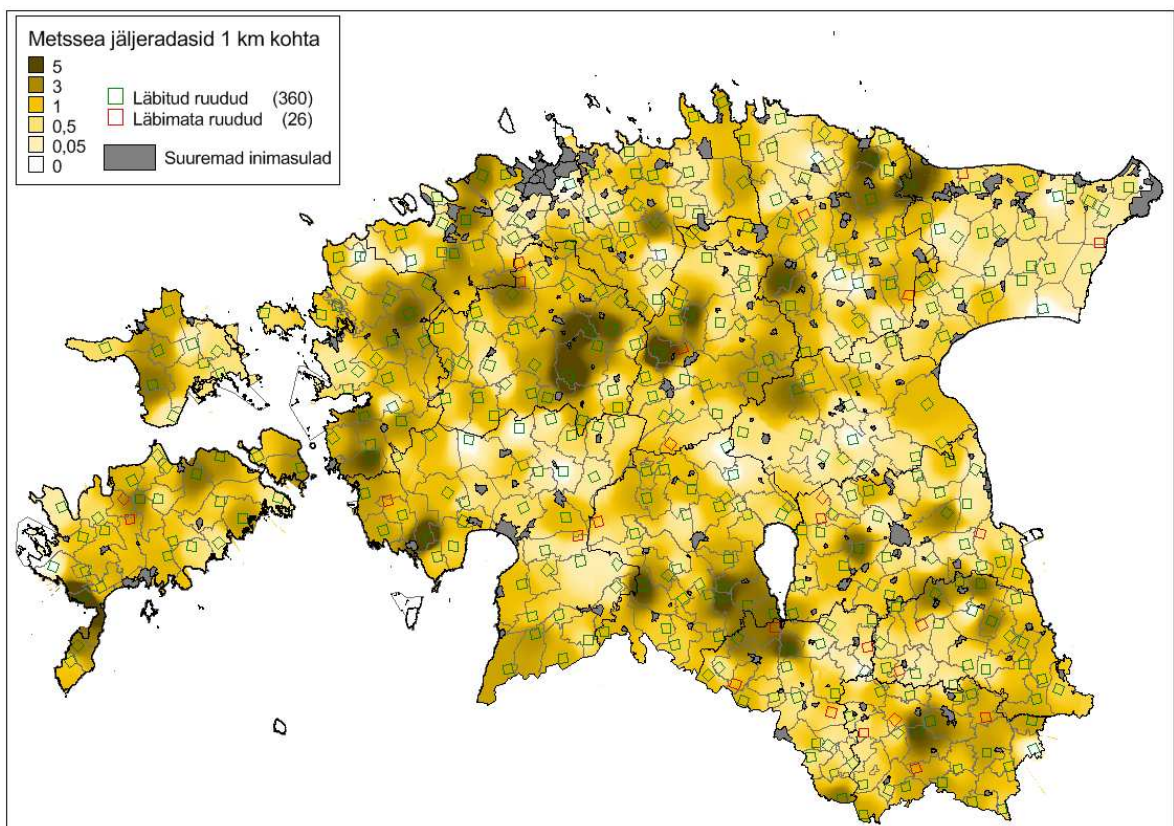 Metssea jäljeradasid 1 km kohta
5
3
1
0,5
0,05
0
Läbitud ruudud (360)
Läbimata ruudud (26)
Suuremad inimasulad